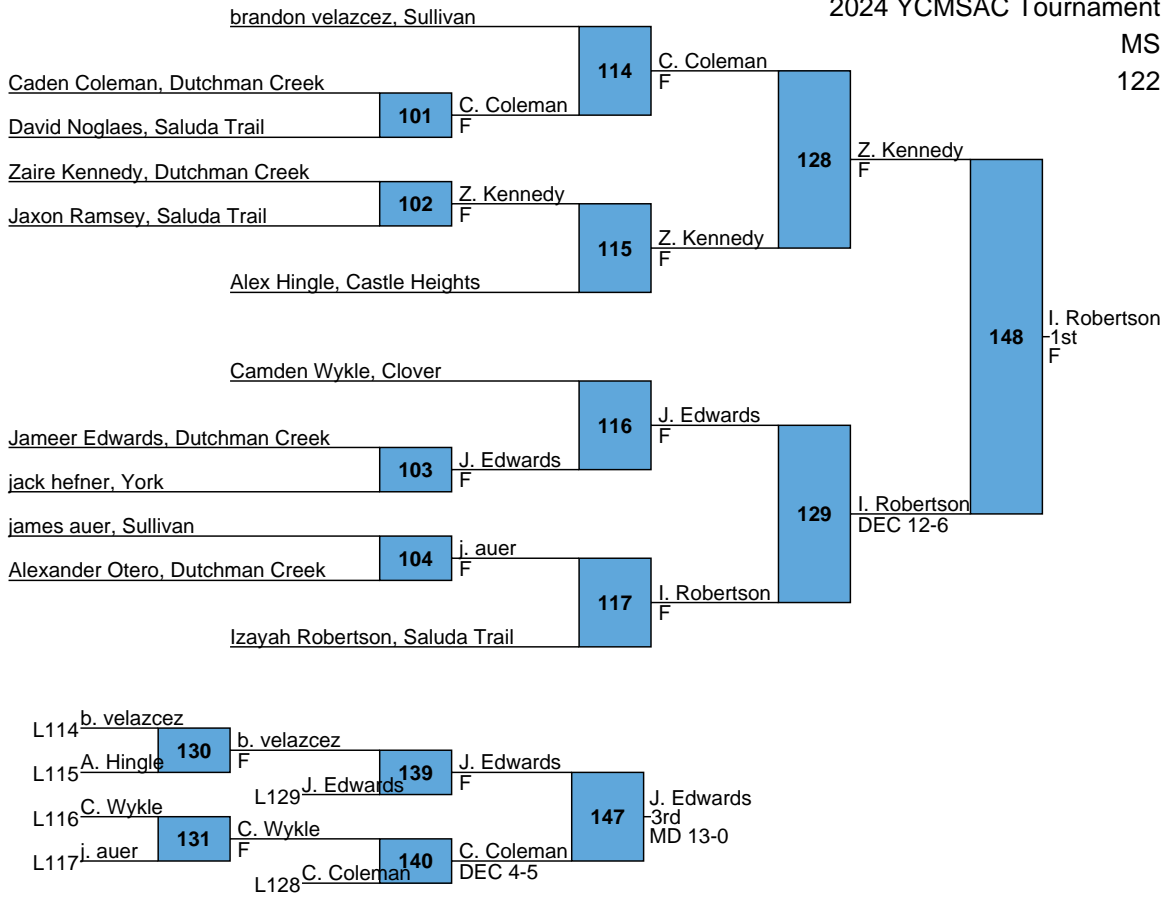 2024 YCMSAC Tournament
MS
122
brandon velazcez, Sullivan
114
C. Coleman
F
Caden Coleman, Dutchman Creek
101
C. Coleman
F
David Noglaes, Saluda Trail
128
Z. Kennedy
F
Zaire Kennedy, Dutchman Creek
102
Z. Kennedy
F
Jaxon Ramsey, Saluda Trail
115
Z. Kennedy
F
Alex Hingle, Castle Heights
148
I. Robertson
1st
F
Camden Wykle, Clover
116
J. Edwards
F
Jameer Edwards, Dutchman Creek
103
J. Edwards
F
jack hefner, York
129
I. Robertson
DEC 12-6
james auer, Sullivan
104
j. auer
F
Alexander Otero, Dutchman Creek
117
I. Robertson
F
Izayah Robertson, Saluda Trail
L114 b. velazcez
130
b. velazcez
F
L115 A. Hingle
139
J. Edwards
F
L129 J. Edwards
L116 C. Wykle
131
C. Wykle
F
L117 j. auer
140
C. Coleman
DEC 4-5
L128 C. Coleman
147
J. Edwards
3rd
MD 13-0